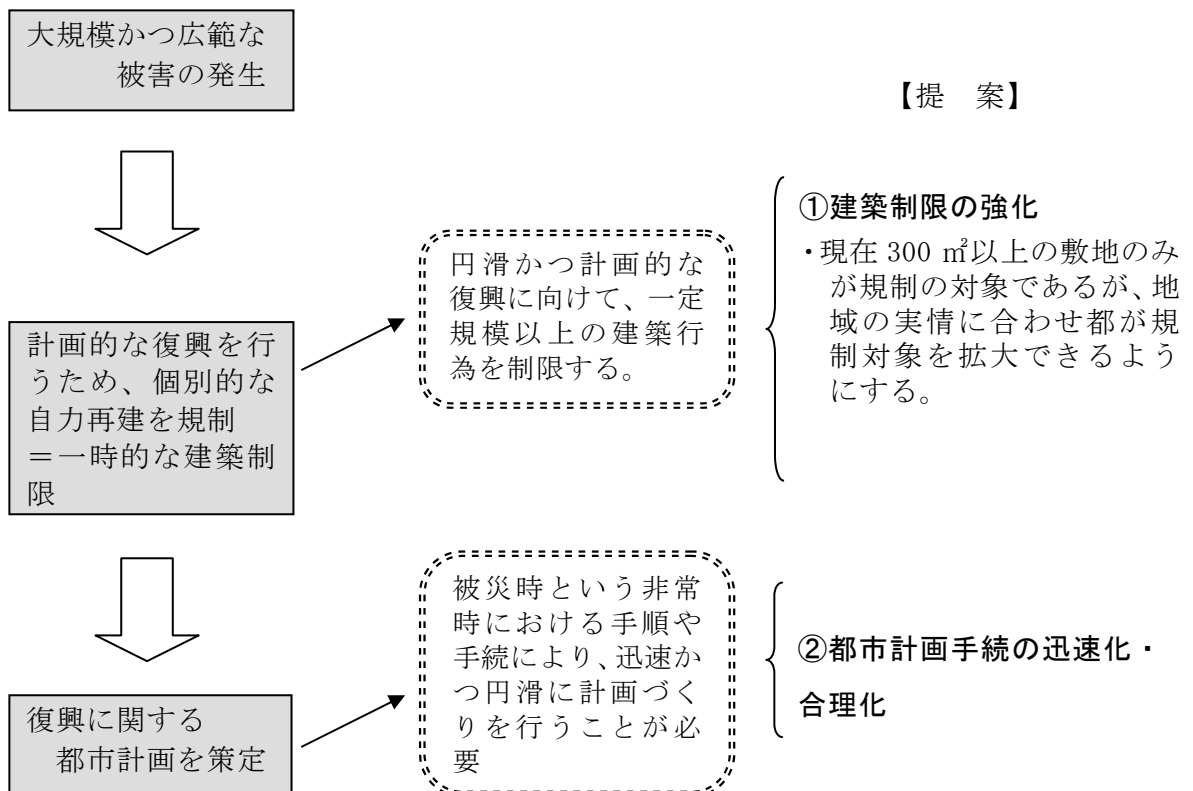 大規模かつ広範な
被害の発生
【提　案】
計画的な復興を行
うため、個別的な
自力再建を規制
＝一時的な建築制
限
円滑かつ計画的な
復興に向けて、一定
規模以上の建築行
為を制限する。
①建築制限の強化
・現在 300 ㎡以上の敷地のみ
が規制の対象であるが、地
域の実情に合わせ都が規
制対象を拡大できるよう
にする。
復興に関する
都市計画を策定
被災時という非常
時における手順や
手続により、迅速か
つ円滑に計画づく
りを行うことが必
要
②都市計画手続の迅速化・
合理化